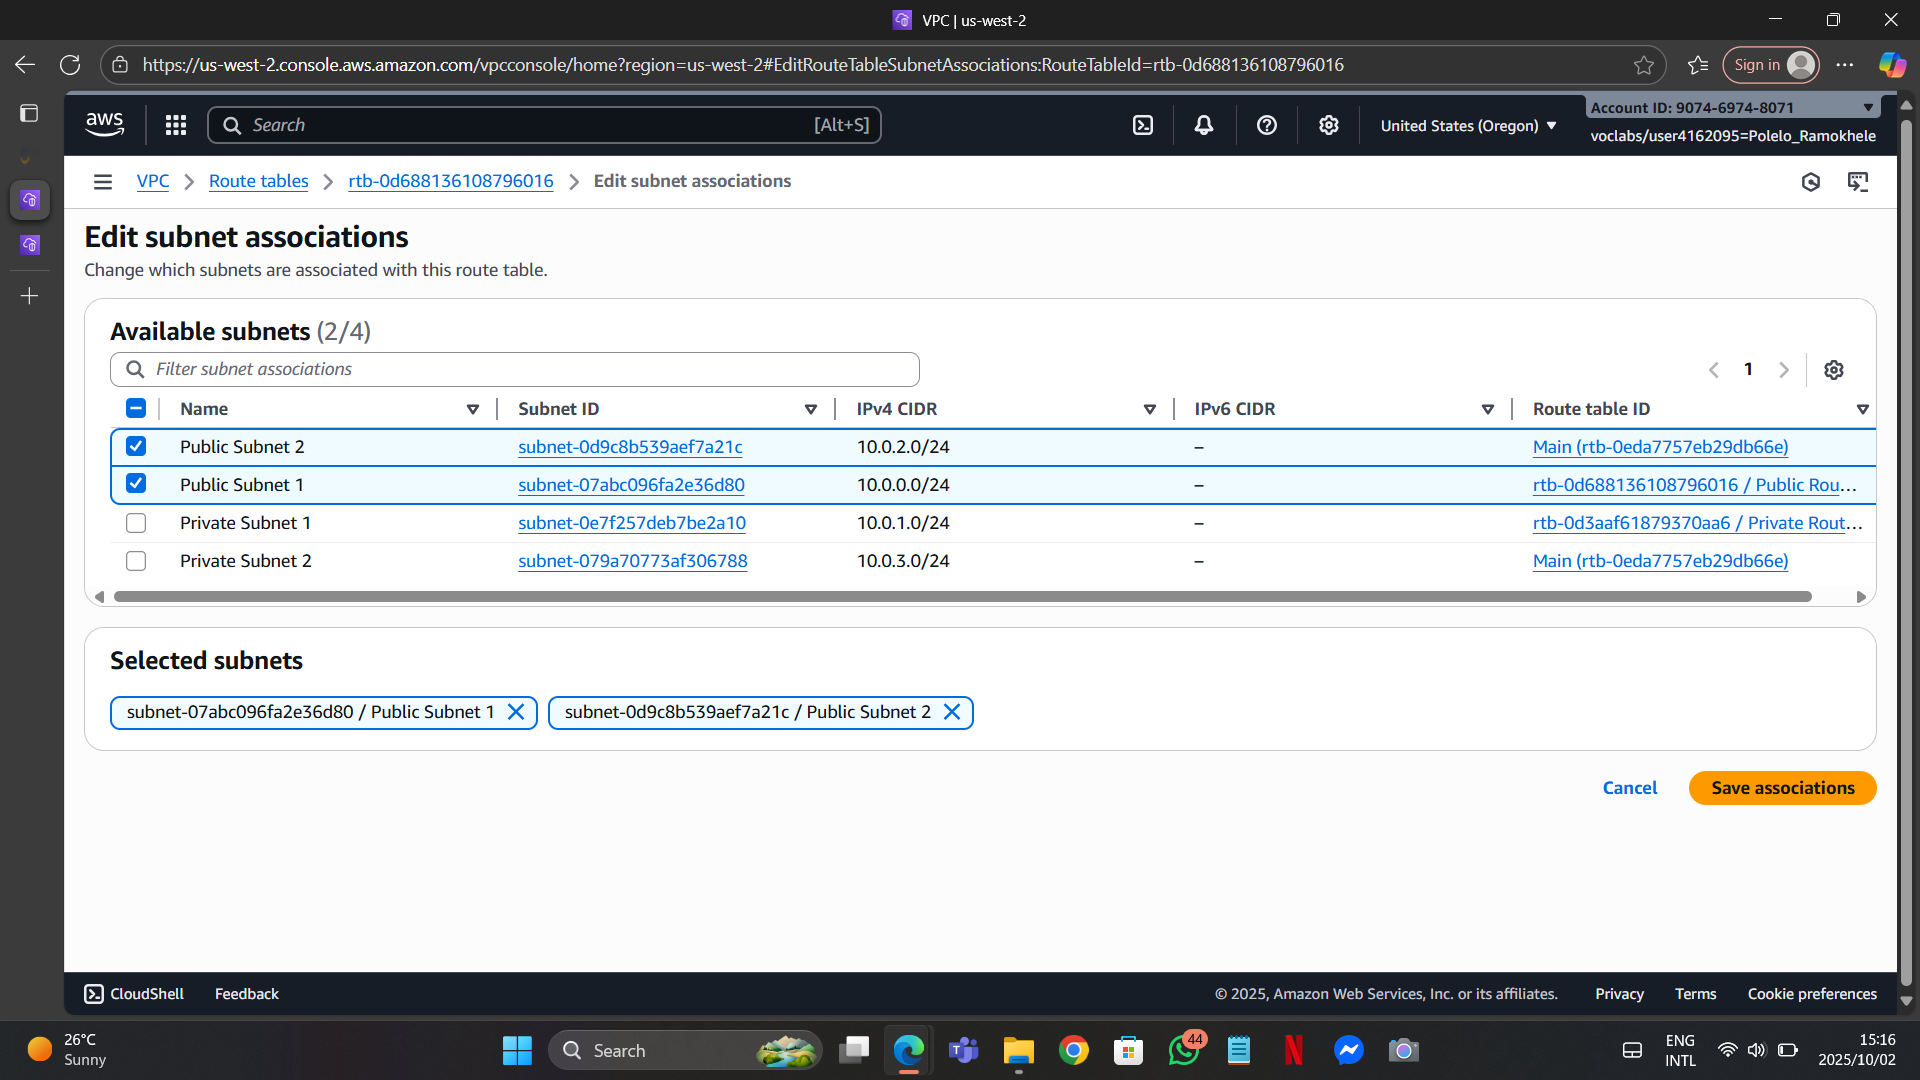 VPC | us-west-2
https://us-west-2.console.aws.amazon.com/vpcconsole/home?region=us-west-2#EditRouteTableSubnetAssociations:RouteTableId=rtb-0d688136108796016
Sign in
aws
Search [Alt+S]
United States (Oregon)
Account ID: 9074-6974-8071
voclabs/user4162095=Polelo_Ramokhele
VPC > Route tables > rtb-0d688136108796016 > Edit subnet associations
Edit subnet associations
Change which subnets are associated with this route table.
Available subnets (2/4)
Filter subnet associations
1
Name Subnet ID IPv4 CIDR IPv6 CIDR Route table ID
Public Subnet 2 subnet-0d9c8b539aef7a21c 10.0.2.0/24 – Main (rtb-0eda7757eb29db66e)
Public Subnet 1 subnet-07abc096fa2e36d80 10.0.0.0/24 – rtb-0d688136108796016 / Public Rou...
Private Subnet 1 subnet-0e7f257deb7be2a10 10.0.1.0/24 – rtb-0d3aaf61879370aa6 / Private Rout...
Private Subnet 2 subnet-079a70773af306788 10.0.3.0/24 – Main (rtb-0eda7757eb29db66e)
Selected subnets
subnet-07abc096fa2e36d80 / Public Subnet 1
subnet-0d9c8b539aef7a21c / Public Subnet 2
Cancel
Save associations
CloudShell Feedback © 2025, Amazon Web Services, Inc. or its affiliates. Privacy Terms Cookie preferences
26°C
Sunny
Search
44
ENG
INTL
15:16
2025/10/02